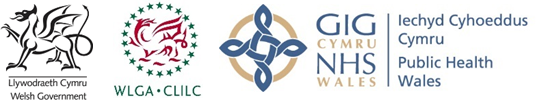 Llywodraeth Cymru
Welsh Government
WLGA·CLILC
GIG
CYMRU
NHS
WALES
Iechyd Cyhoeddus
Cymru
Public Health
Wales